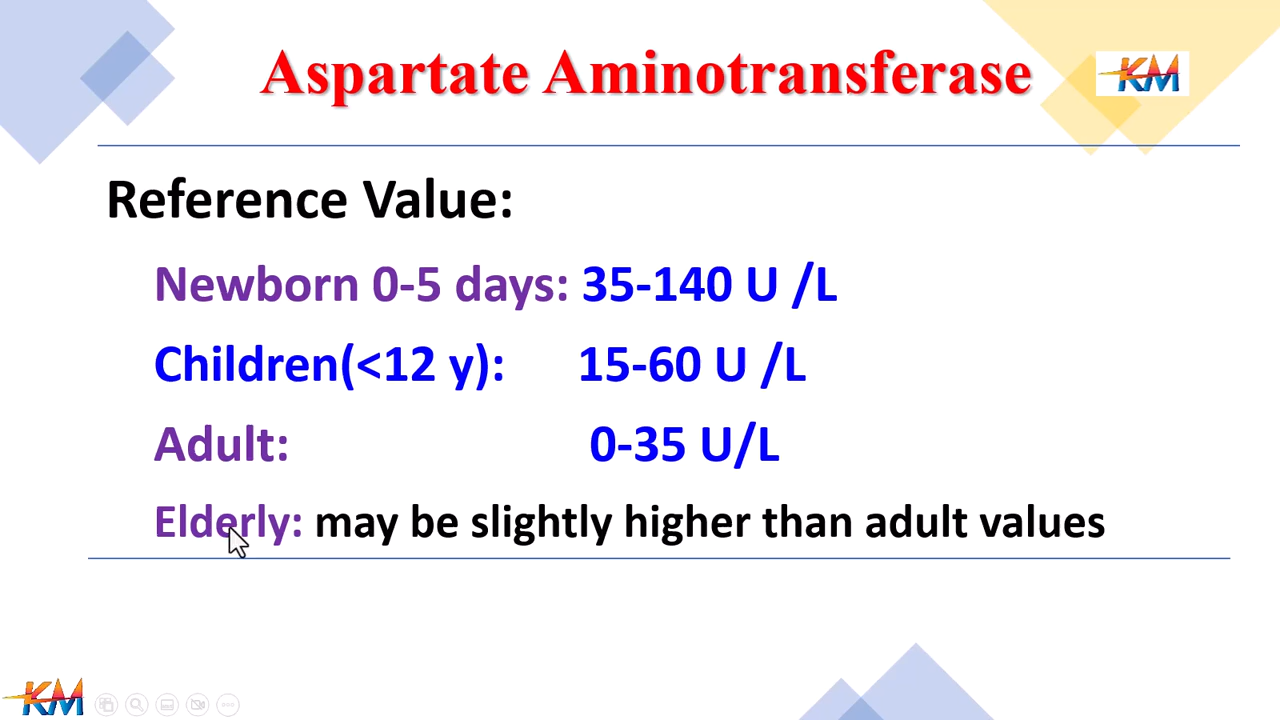 Aspartate Aminotransferase
KM
Reference Value:
Newborn 0-5 days: 35-140 U /L
Children(<12 y): 15-60 U /L
Adult: 0-35 U/L
Elderly: may be slightly higher than adult values
KM